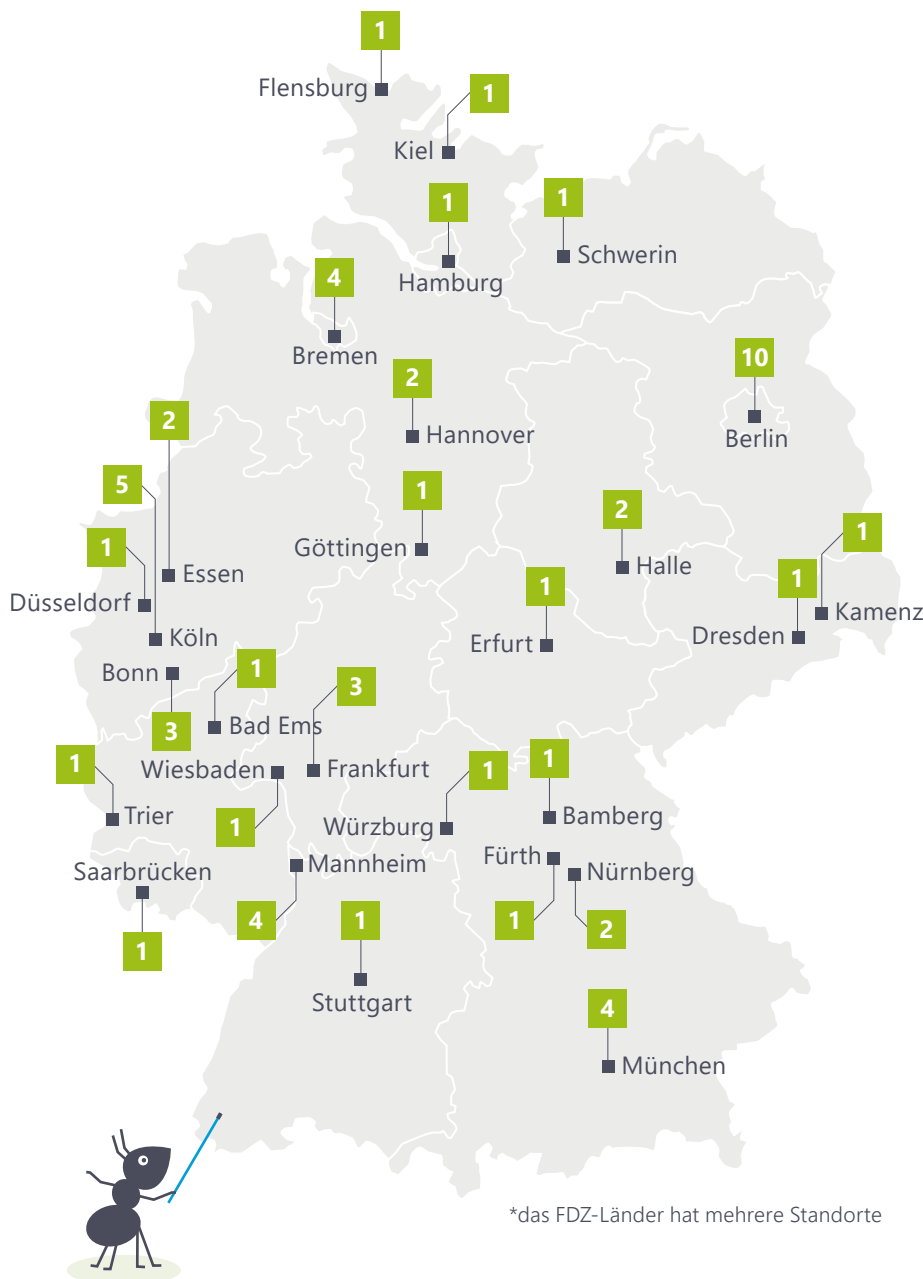 1
Flensburg
1
Kiel
1
1
Schwerin
Hamburg
4
Bremen
10
2
Hannover
Berlin
2
5
1
2
1
1
Göttingen
Halle
Essen
1
1
Düsseldorf
Kamenz
Köln
Erfurt
Dresden
Bonn
1
3
3
Bad Ems
1
Wiesbaden
Frankfurt
1
1
Trier
1
Würzburg
Bamberg
Saarbrücken
Mannheim
Fürth
Nürnberg
4
1
1
2
1
Stuttgart
4
München
*das FDZ-Länder hat mehrere Standorte